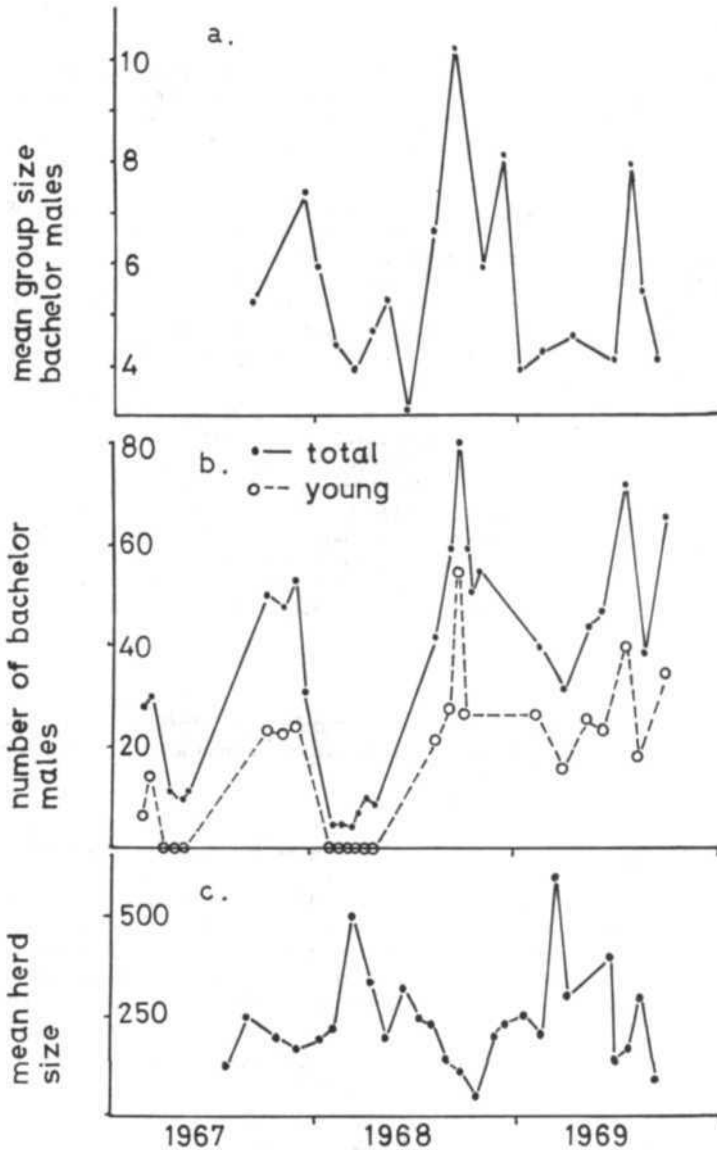 a.
10
8
6
4
mean group size
bachelor males
b.
total
young
80
60
40
20
number of bachelor
males
c.
500
250
mean herd
size
1967 1968 1969